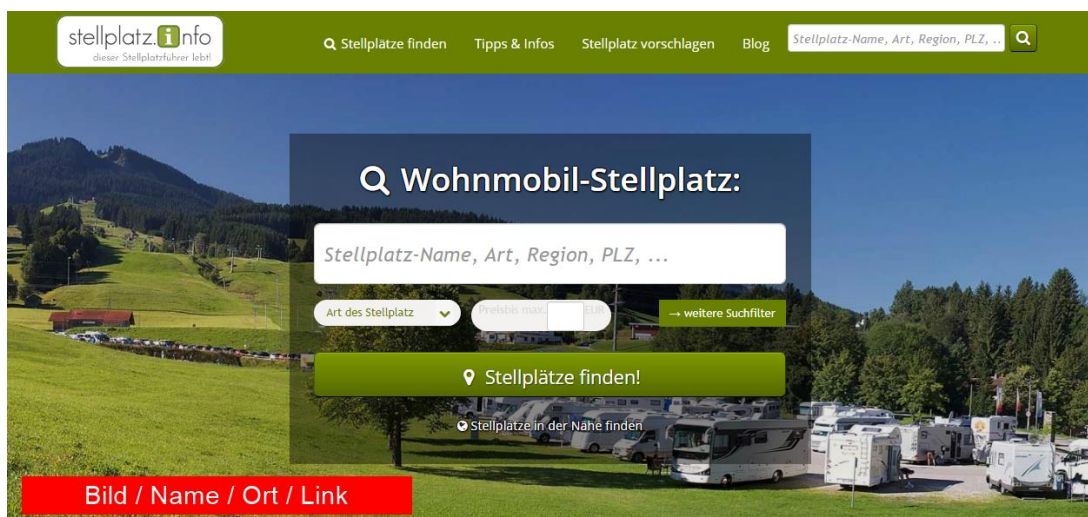 stellplatz.info
dieser Stellplatzführer lebt!
Stellplätze finden
Tipps & Infos
Stellplatz vorschlagen
Blog
Stellplatz-Name, Art, Region, PLZ, ..
Wohnmobil-Stellplatz:
Stellplatz-Name, Art, Region, PLZ, ...
Art des Stellplatz
Preisbis max. EUR
→ weitere Suchfilter
Stellplätze finden!
Stellplätze in der Nähe finden
Bild / Name / Ort / Link